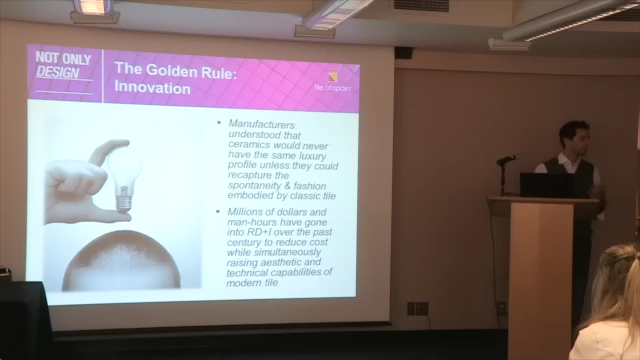 NOT ONLY
DESIGN
The Golden Rule:
Innovation
tile of spain
▪ Manufacturers
understood that
ceramics would never
have the same luxury
profile unless they could
recapture the
spontaneity & fashion
embodied by classic tile
▪ Millions of dollars and
man-hours have gone
into RD+I over the past
century to reduce cost
while simultaneously
raising aesthetic and
technical capabilities of
modern tile